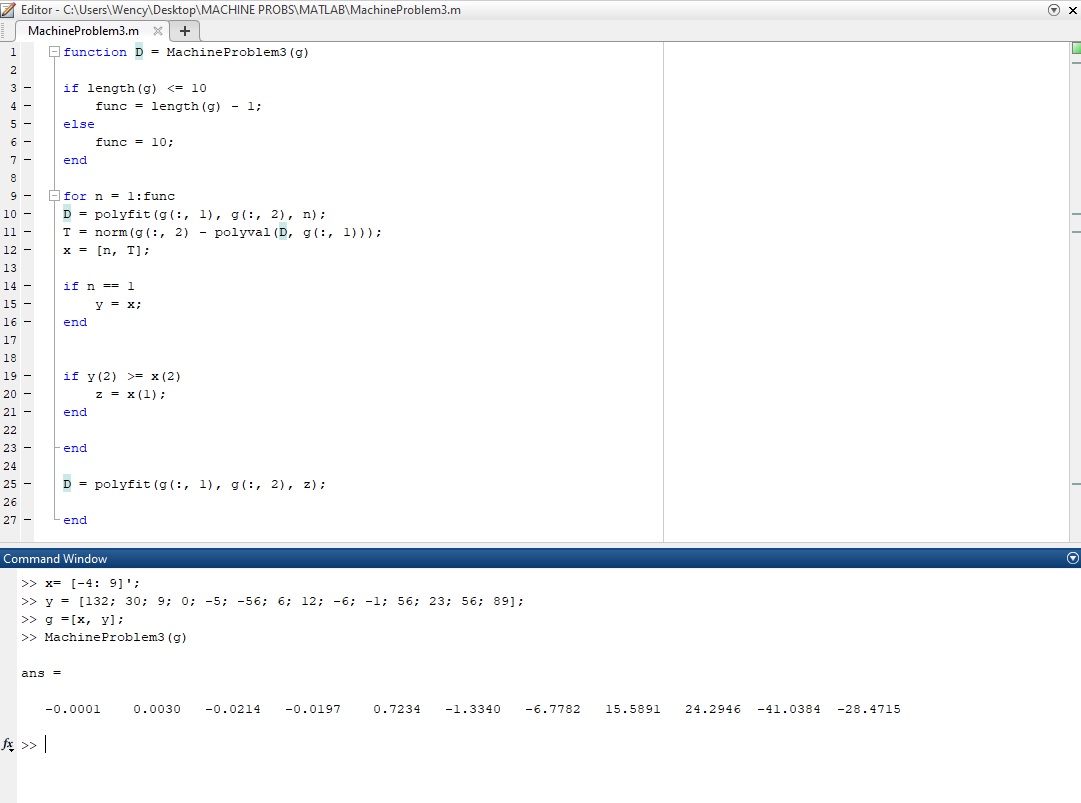 Editor - C:\Users\Wency\Desktop\MACHINE PROBS\MATLAB\MachineProblem3.m
MachineProblem3.m
1 function D = MachineProblem3(g)
2
3 – if length(g) <= 10
4 – func = length(g) - 1;
5 – else
6 – func = 10;
7 – end
8
9 – for n = 1:func
10 – D = polyfit(g(:, 1), g(:, 2), n);
11 – T = norm(g(:, 2) - polyval(D, g(:, 1)));
12 – x = [n, T];
13
14 – if n == 1
15 – y = x;
16 – end
17
18
19 – if y(2) >= x(2)
20 – z = x(1);
21 – end
22
23 – end
24
25 – D = polyfit(g(:, 1), g(:, 2), z);
26
27 – end
Command Window
>> x= [-4: 9]';
>> y = [132; 30; 9; 0; -5; -56; 6; 12; -6; -1; 56; 23; 56; 89];
>> g =[x, y];
>> MachineProblem3(g)
ans =
-0.0001 0.0030 -0.0214 -0.0197 0.7234 -1.3340 -6.7782 15.5891 24.2946 -41.0384 -28.4715
fx >>